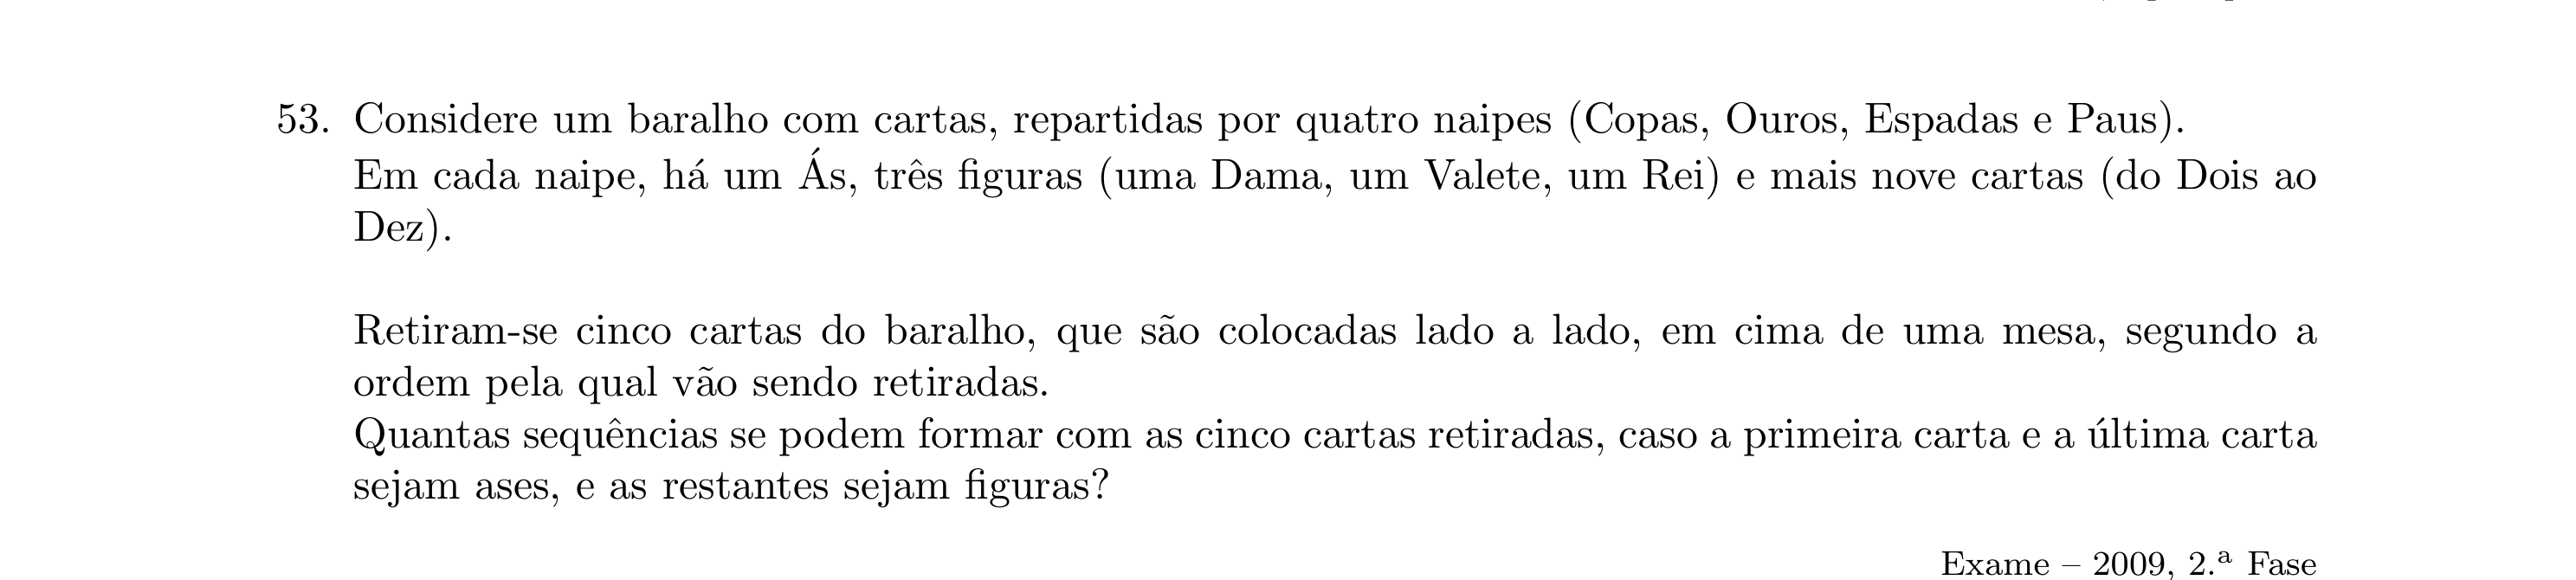 53. Considere um baralho com cartas, repartidas por quatro naipes (Copas, Ouros, Espadas e Paus).
Em cada naipe, há um Ás, três figuras (uma Dama, um Valete, um Rei) e mais nove cartas (do Dois ao
Dez).
Retiram-se cinco cartas do baralho, que são colocadas lado a lado, em cima de uma mesa, segundo a
ordem pela qual vão sendo retiradas.
Quantas sequências se podem formar com as cinco cartas retiradas, caso a primeira carta e a última carta
sejam ases, e as restantes sejam figuras?
Exame – 2009, 2.ª Fase